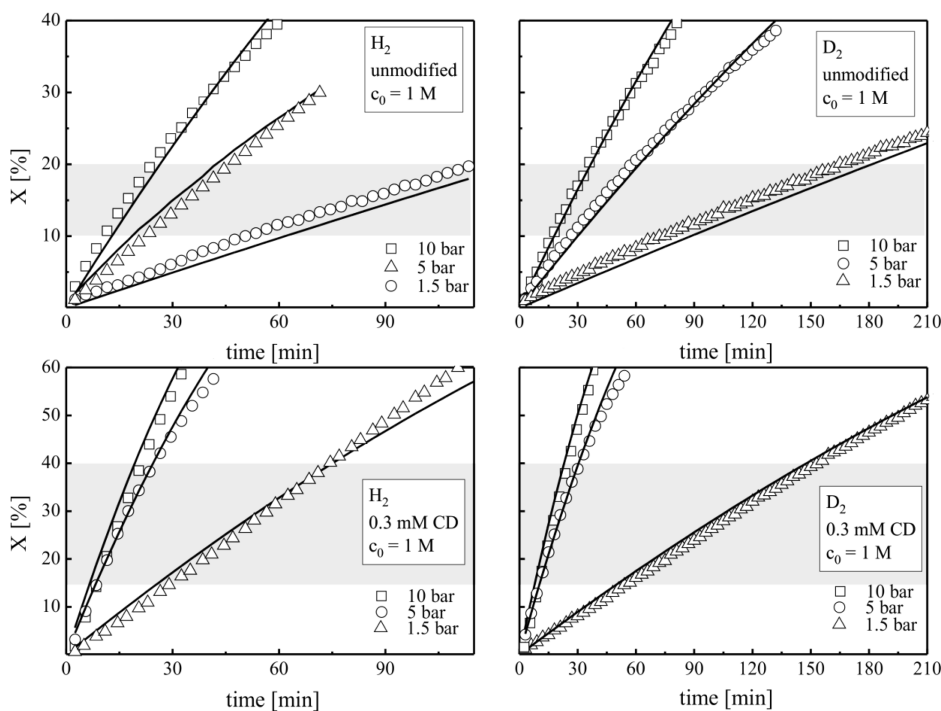 40
30
20
10
X [%]
H₂
unmodified
c₀ = 1 M
10 bar
5 bar
1.5 bar
0 30 60 90
time [min]
D₂
unmodified
c₀ = 1 M
10 bar
5 bar
1.5 bar
0 30 60 90 120 150 180 210
time [min]
60
50
40
30
20
10
X [%]
H₂
0.3 mM CD
c₀ = 1 M
10 bar
5 bar
1.5 bar
0 30 60 90
time [min]
D₂
0.3 mM CD
c₀ = 1 M
10 bar
5 bar
1.5 bar
0 30 60 90 120 150 180 210
time [min]